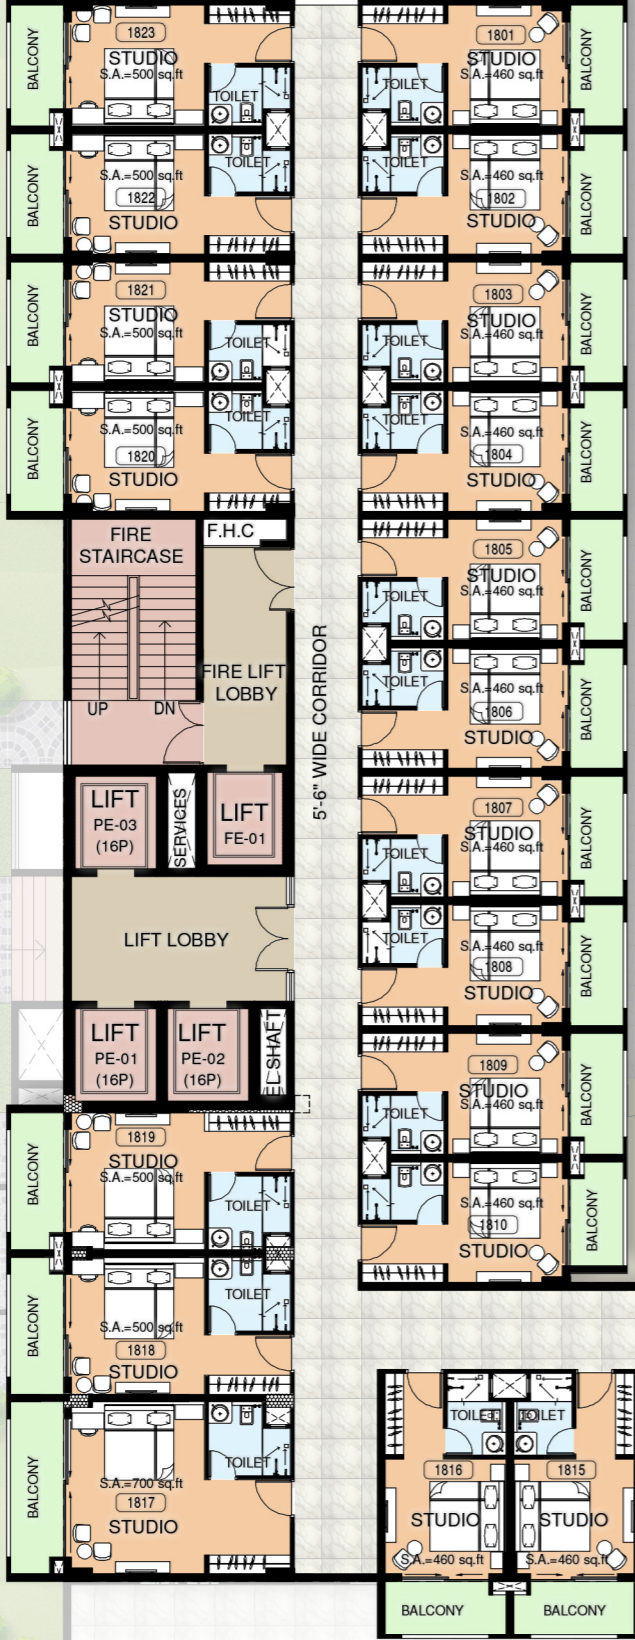 BALCONY
1823
STUDIO
S.A.=500 sq.ft
TOILET
BALCONY
S.A.=500 sq.ft
1822
STUDIO
TOILET
BALCONY
1821
STUDIO
S.A.=500 sq.ft
TOILET
BALCONY
S.A.=500 sq.ft
1820
STUDIO
TOILET
FIRE
STAIRCASE
UP
DN
F.H.C
FIRE LIFT
LOBBY
LIFT
PE-03
(16P)
SERVICES
LIFT
FE-01
LIFT LOBBY
LIFT
PE-01
(16P)
LIFT
PE-02
(16P)
EL.SHAFT
BALCONY
1819
STUDIO
S.A.=500 sq.ft
TOILET
BALCONY
S.A.=500 sq.ft
1818
STUDIO
TOILET
BALCONY
S.A.=700 sq.ft
1817
STUDIO
TOILET
5'-6" WIDE CORRIDOR
1801
STUDIO
S.A.=460 sq.ft
TOILET
BALCONY
TOILET
S.A.=460 sq.ft
1802
STUDIO
BALCONY
1803
STUDIO
S.A.=460 sq.ft
TOILET
BALCONY
TOILET
S.A.=460 sq.ft
1804
STUDIO
BALCONY
1805
STUDIO
S.A.=460 sq.ft
TOILET
BALCONY
TOILET
S.A.=460 sq.ft
1806
STUDIO
BALCONY
1807
STUDIO
S.A.=460 sq.ft
TOILET
BALCONY
TOILET
S.A.=460 sq.ft
1808
STUDIO
BALCONY
1809
STUDIO
S.A.=460 sq.ft
TOILET
BALCONY
TOILET
S.A.=460 sq.ft
1810
STUDIO
BALCONY
TOILET
1816
STUDIO
S.A.=460 sq.ft
BALCONY
TOILET
1815
STUDIO
S.A.=460 sq.ft
BALCONY